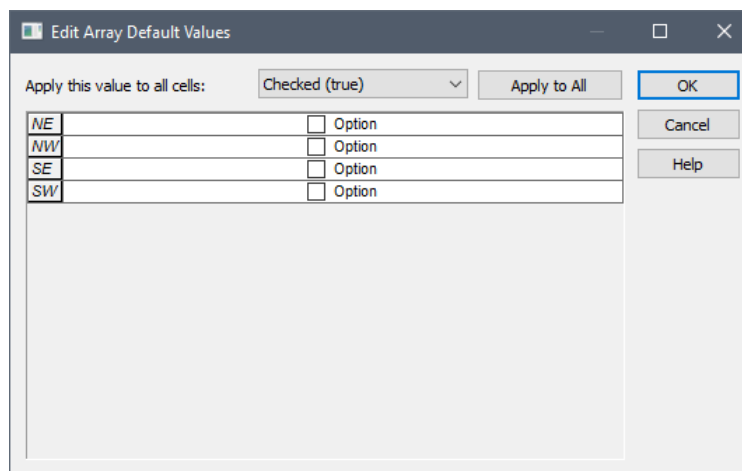 Edit Array Default Values
Apply this value to all cells: Checked (true) Apply to All OK
NE Option Cancel
NW Option
SE Option Help
SW Option